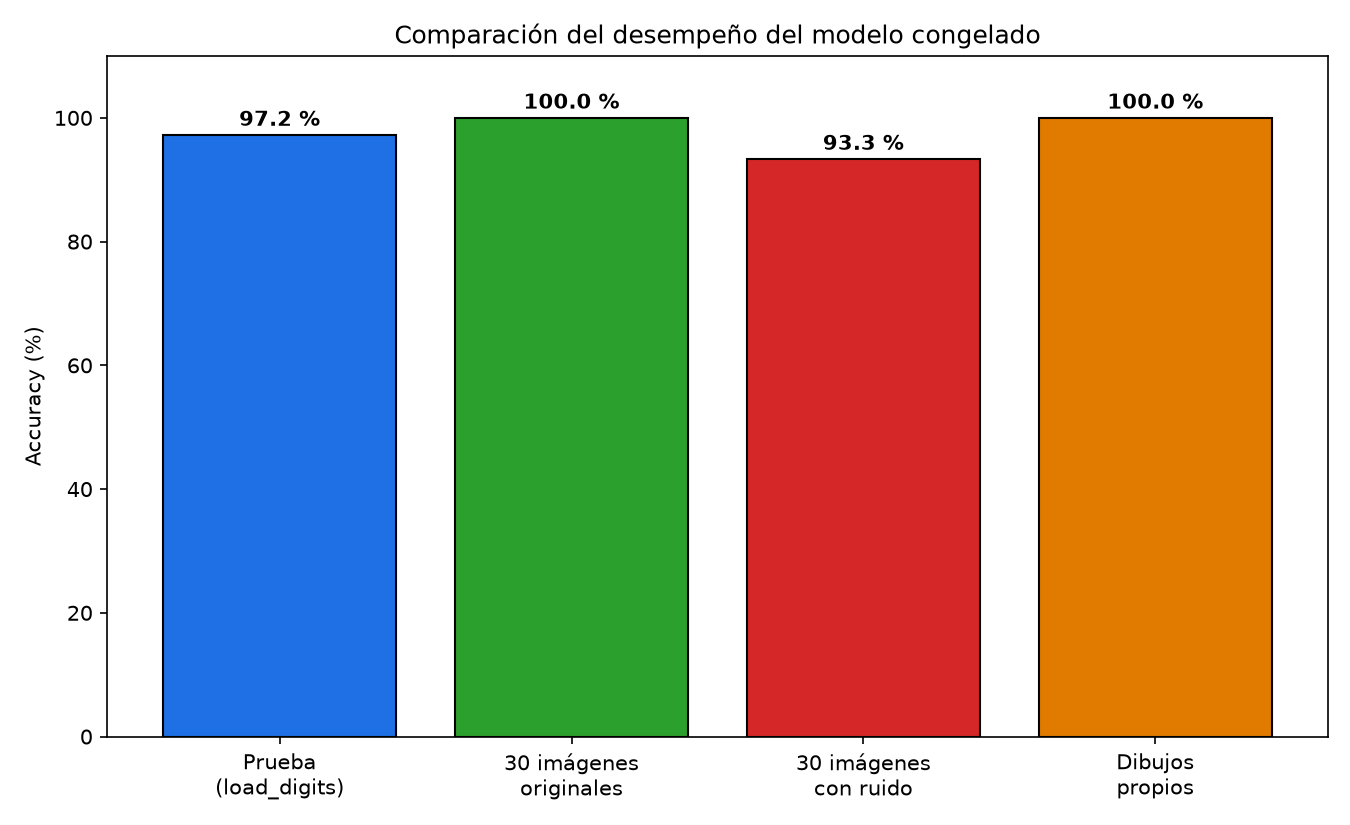 Comparación del desempeño del modelo congelado
Accuracy (%)
100
80
60
40
20
0
97.2 %
100.0 %
93.3 %
100.0 %
Prueba
(load_digits)
30 imágenes
originales
30 imágenes
con ruido
Dibujos
propios